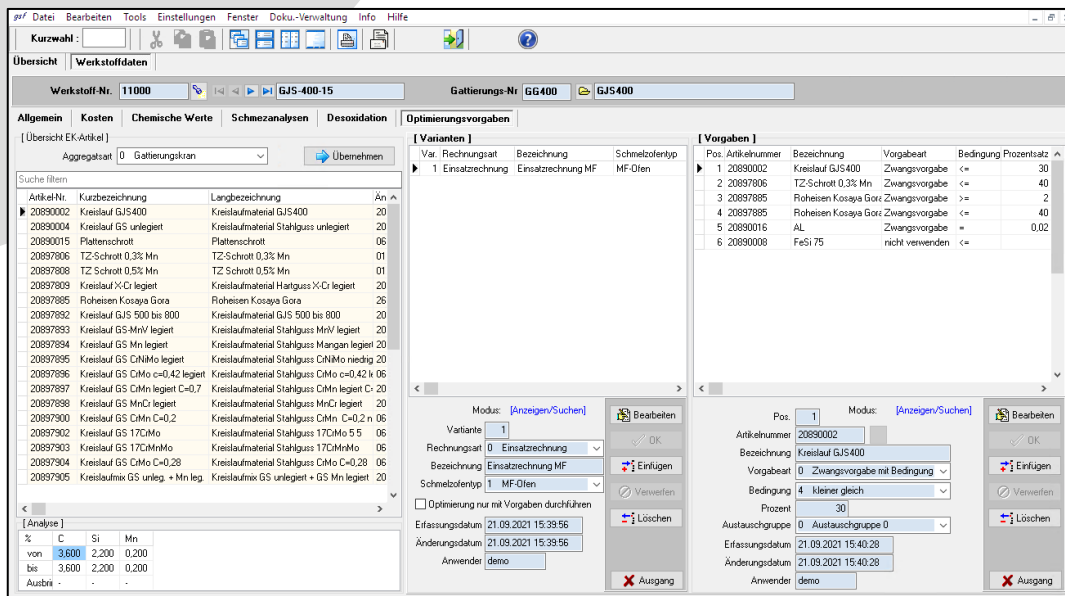 gsf Datei Bearbeiten Tools Einstellungen Fenster Doku.-Verwaltung Info Hilfe
Kurzwahl :
Übersicht Werkstoffdaten
Werkstoff-Nr. 11000 GJS-400-15 Gattierungs-Nr GG400 GJS400
Allgemein Kosten Chemische Werte Schmezanalysen Desoxidation Optimierungsvorgaben
[ Übersicht EK-Artikel ]
Aggregatsart 0 Gattierungskran Übernehmen
Suche filtern
Artikel-Nr. Kurzbezeichnung Langbezeichnung Än
20890002 Kreislauf GJS400 Kreislaufmaterial GJS400 20
20890004 Kreislauf GS unlegiert Kreislaufmaterial Stahlguss unlegiert 20
20890015 Plattenschrott Plattenschrott 06
20897806 TZ-Schrott 0,3% Mn TZ-Schrott 0,3% Mn 01
20897808 TZ Schrott 0,5% Mn TZ Schrott 0,5% Mn 01
20897809 Kreislauf X-Cr legiert Kreislaufmaterial Hartguss X-Cr legiert 20
20897885 Roheisen Kosaya Gora Roheisen Kosaya Gora 26
20897892 Kreislauf GJS 500 bis 800 Kreislaufmaterial GJS 500 bis 800 20
20897893 Kreislauf GS-MnV legiert Kreislaufmaterial Stahlguss MnV legiert 20
20897894 Kreislauf GS Mn legiert Kreislaufmaterial Stahlguss Mangan legiert 20
20897895 Kreislauf GS CrNiMo legiert Kreislaufmaterial Stahlguss CrNiMo niedrig 20
20897896 Kreislauf GS CrMo c=0,42 legiert Kreislaufmaterial Stahlguss CrMo c=0,42 le 06
20897897 Kreislauf GS CrMn legiert C=0,7 Kreislaufmaterial Stahlguss CrMn legiert C= 20
20897898 Kreislauf GS MnCr legiert Kreislaufmaterial Stahlguss MnCr legiert 20
20897900 Kreislauf GS CrMn C=0,2 Kreislaufmaterial Stahlguss CrMn C=0,2 n 06
20897902 Kreislauf GS 17CrMo Kreislaufmaterial Stahlguss 17CrMo 5 5 06
20897903 Kreislauf GS 17CrMnMo Kreislaufmaterial Stahlguss 17CrMnMo 06
20897904 Kreislauf GS CrMo C=0,28 Kreislaufmaterial Stahlguss CrMo C=0,28 06
20897905 Kreislaufmix GS unleg. + Mn leg. Kreislaufmix GS unlegiert + GS Mn legiert 20
[ Analyse ]
% C Si Mn
von 3,600 2,200 0,200
bis 3,600 2,200 0,200
Ausbrii - - -
[ Varianten ]
Var. Rechnungsart Bezeichnung Schmelzofentyp
1 Einsatzrechnung Einsatzrechnung MF MF-Ofen
Modus: [Anzeigen/Suchen]
Variante 1
Rechnungsart 0 Einsatzrechnung
Bezeichnung Einsatzrechnung MF
Schmelzofentyp 1 MF-Ofen
Optimierung nur mit Vorgaben durchführen
Erfassungsdatum 21.09.2021 15:39:56
Änderungsdatum 21.09.2021 15:39:56
Anwender demo
Bearbeiten
OK
Einfügen
Verwerfen
Löschen
Ausgang
[ Vorgaben ]
Pos. Artikelnummer Bezeichnung Vorgabeart Bedingung Prozentsatz
1 20890002 Kreislauf GJS400 Zwangsvorgabe <= 30
2 20897806 TZ-Schrott 0,3% Mn Zwangsvorgabe <= 40
3 20897885 Roheisen Kosaya Gora Zwangsvorgabe >= 2
4 20897885 Roheisen Kosaya Gora Zwangsvorgabe <= 40
5 20890016 AL Zwangsvorgabe = 0,02
6 20890008 FeSi 75 nicht verwenden <=
Pos. 1 Modus: [Anzeigen/Suchen]
Artikelnummer 20890002
Bezeichnung Kreislauf GJS400
Vorgabeart 0 Zwangsvorgabe mit Bedingung
Bedingung 4 kleiner gleich
Prozent 30
Austauschgruppe 0 Austauschgruppe 0
Erfassungsdatum 21.09.2021 15:40:28
Änderungsdatum 21.09.2021 15:40:28
Anwender demo
Bearbeiten
OK
Einfügen
Verwerfen
Löschen
Ausgang